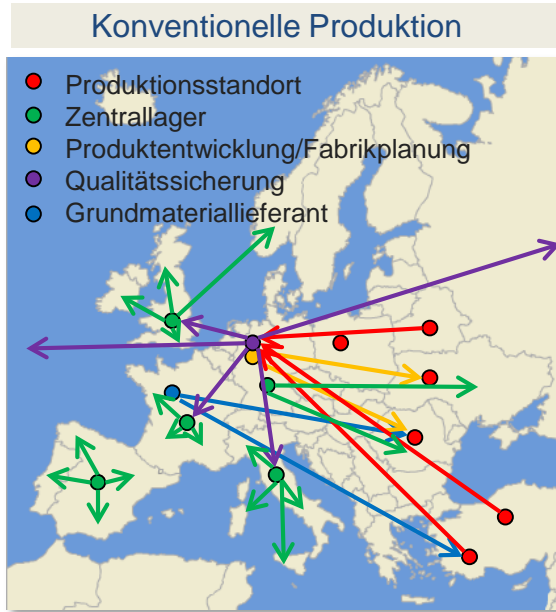 Konventionelle Produktion
Produktionsstandort
Zentrallager
Produktentwicklung/Fabrikplanung
Qualitätssicherung
Grundmateriallieferant